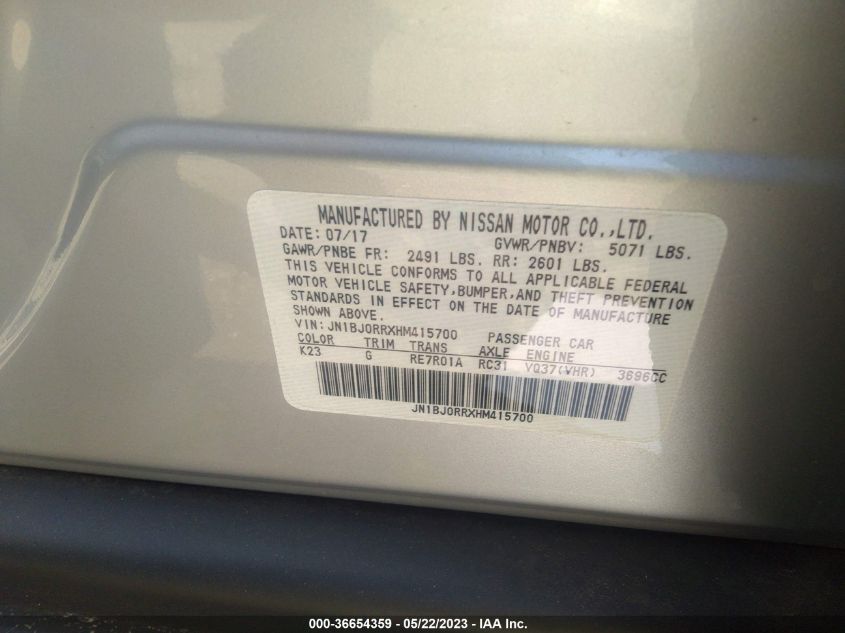 MANUFACTURED BY NISSAN MOTOR CO.,LTD.
DATE: 07/17 GVWR/PNBV: 5071 LBS.
GAWR/PNBE FR: 2491 LBS. RR: 2601 LBS.
THIS VEHICLE CONFORMS TO ALL APPLICABLE FEDERAL
MOTOR VEHICLE SAFETY,BUMPER,AND THEFT PREVENTION
STANDARDS IN EFFECT ON THE DATE OF MANUFACTURE
SHOWN ABOVE.
VIN: JN1BJ0RRXHM415700 PASSENGER CAR
COLOR TRIM TRANS AXLE ENGINE
K23 G RE7R01A RC31 VQ37(VHR) 3696CC
JN1BJ0RRXHM415700
000-36654359 - 05/22/2023 - IAA Inc.